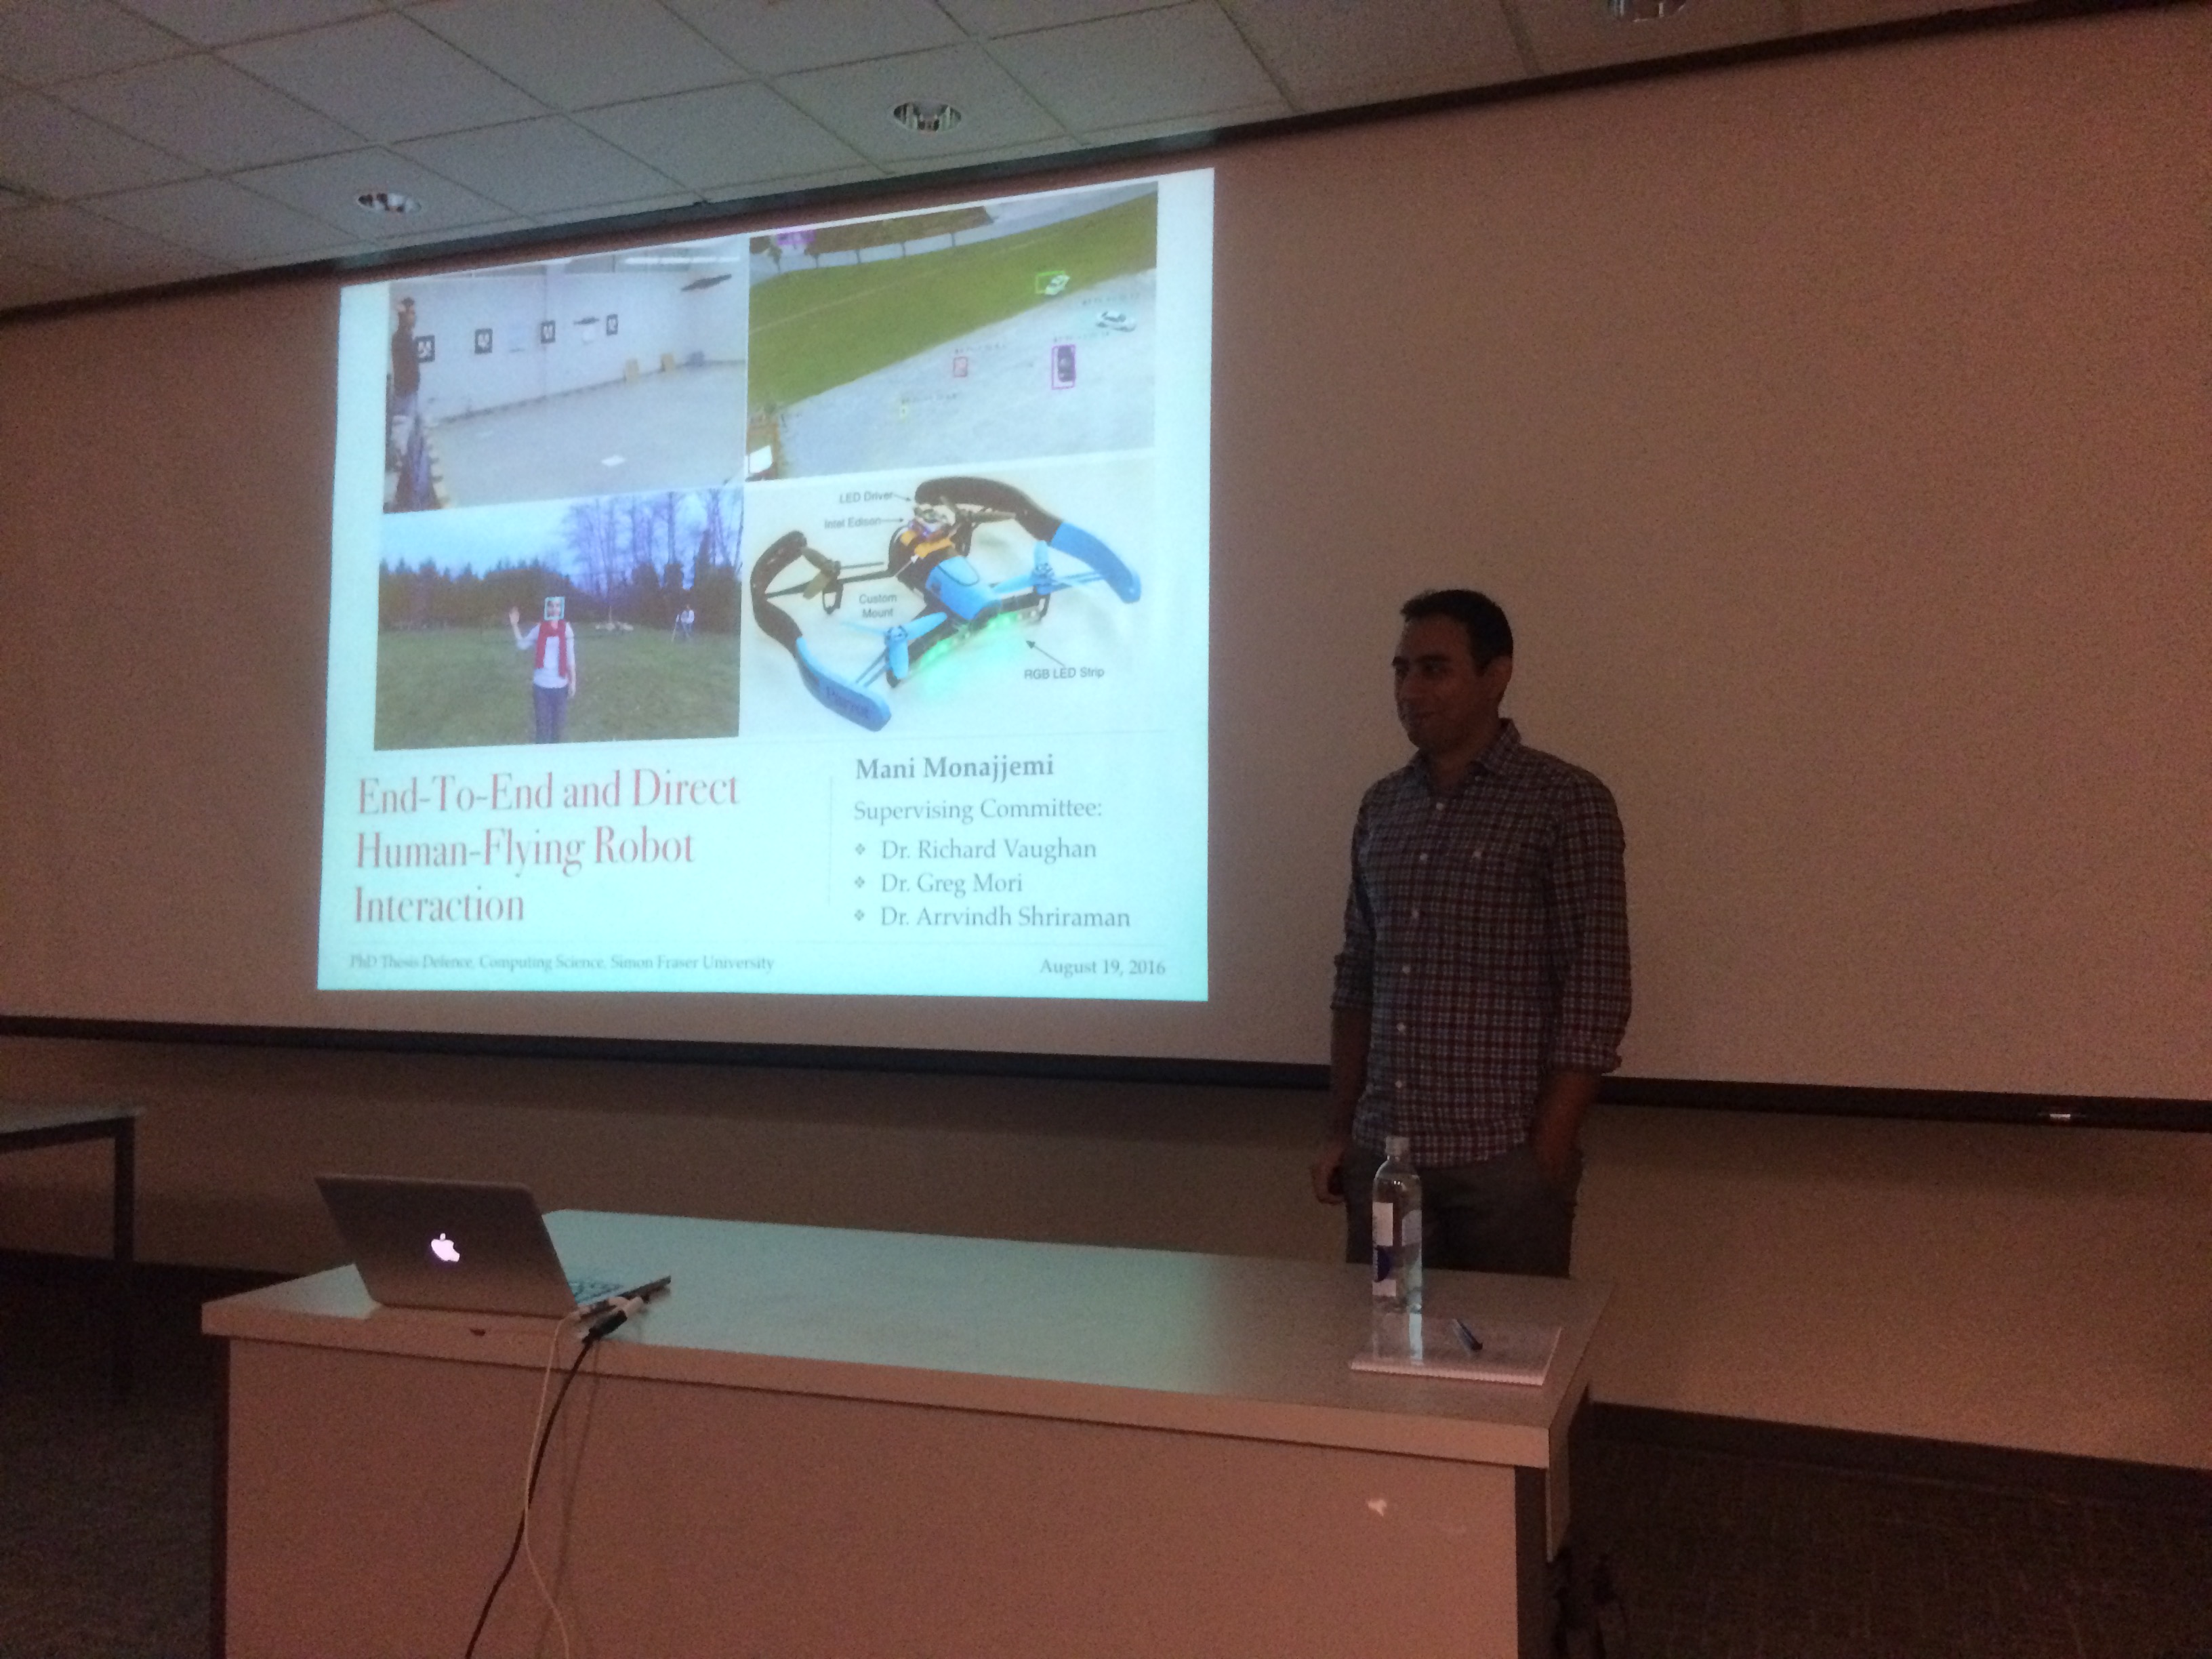 LED Driver
Intel Edison
Custom
Mount
RGB LED Strip
End-To-End and Direct
Human-Flying Robot
Interaction
Mani Monajjemi
Supervising Committee:
❖ Dr. Richard Vaughan
❖ Dr. Greg Mori
❖ Dr. Arrvindh Shriraman
PhD Thesis Defence, Computing Science, Simon Fraser University
August 19, 2016